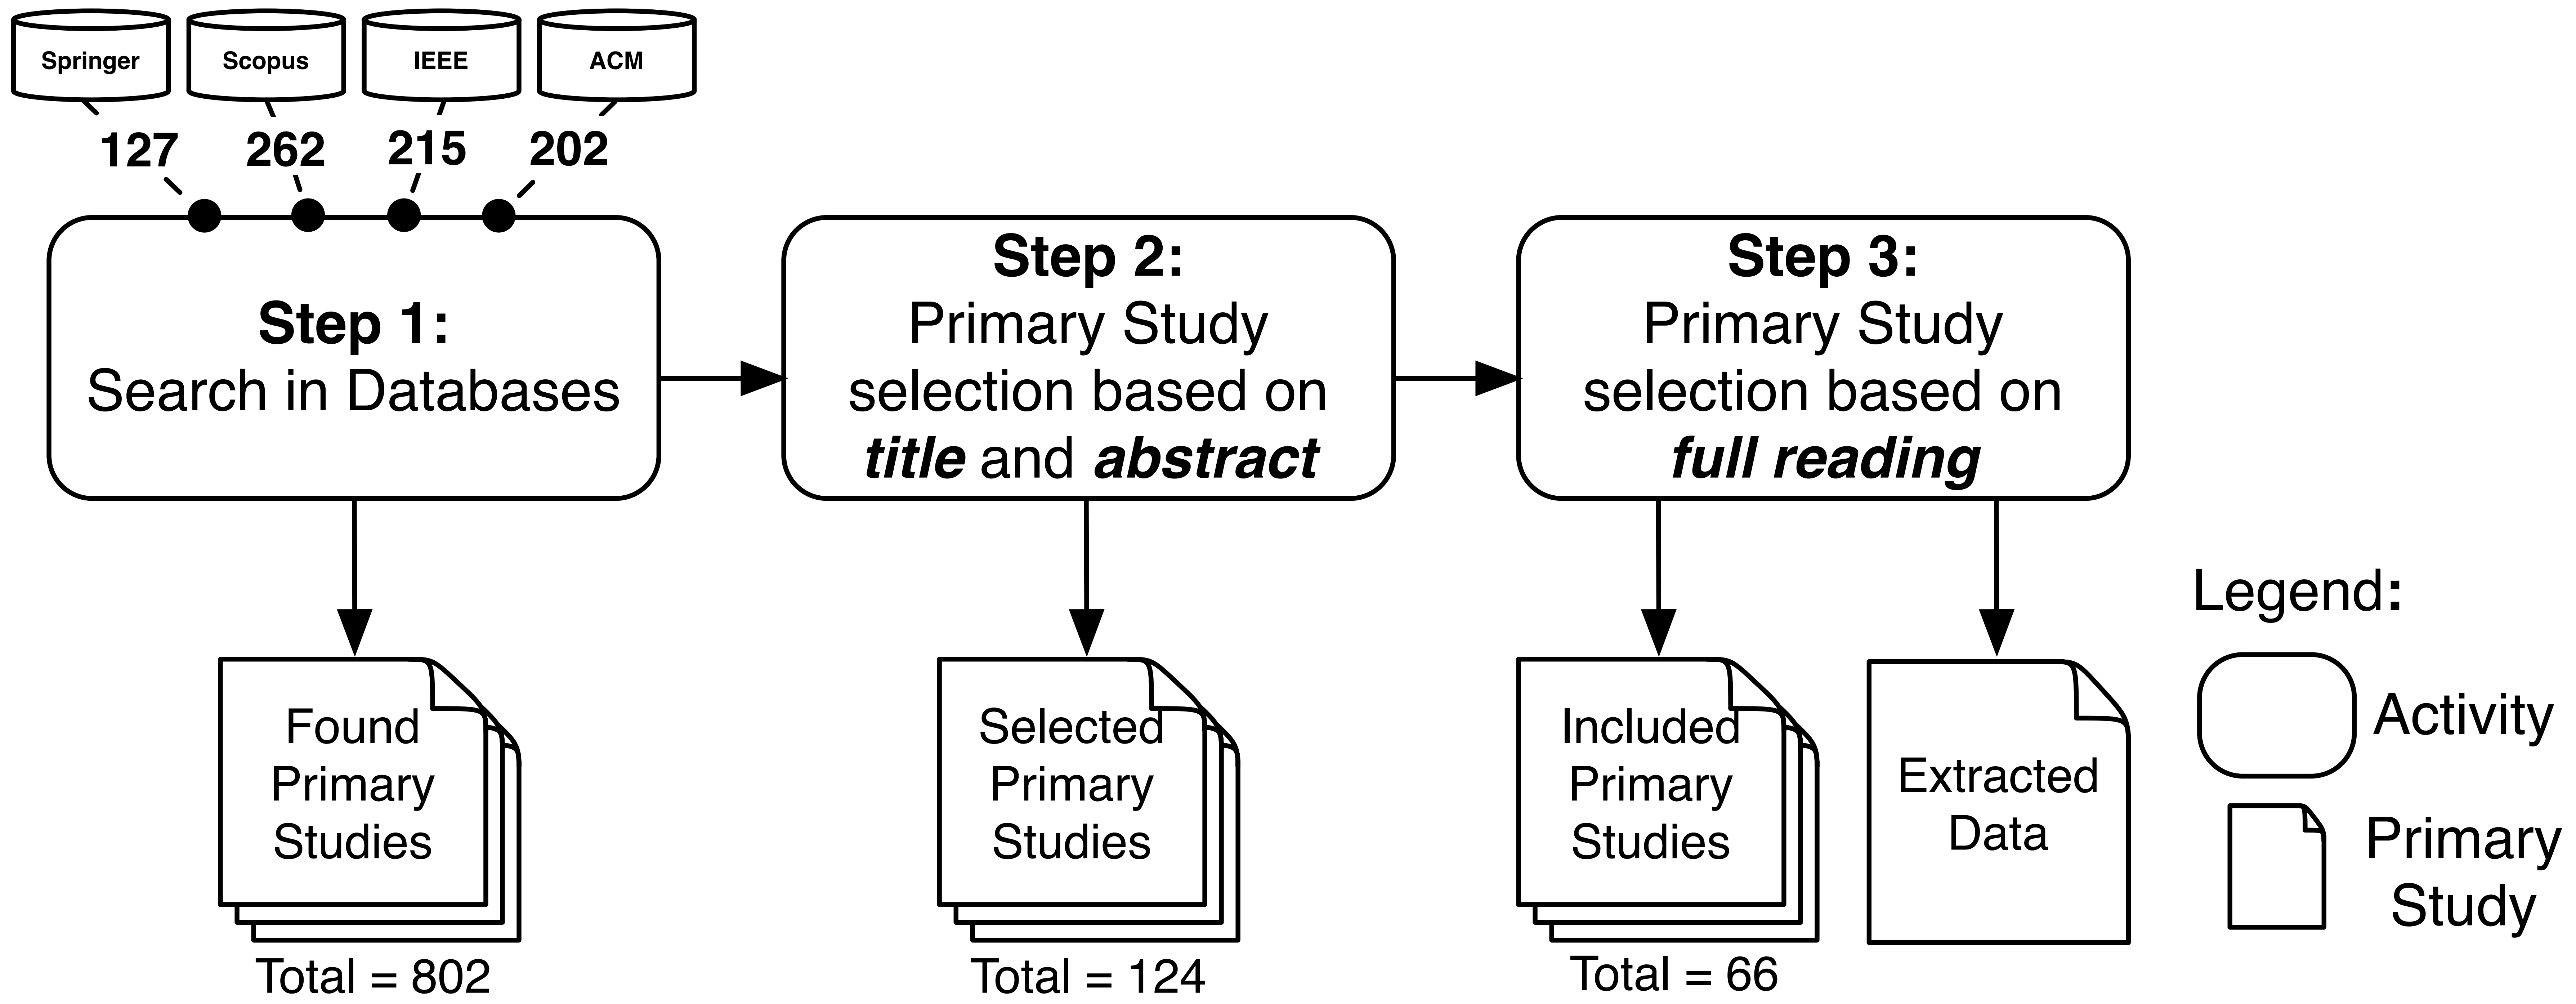 Springer
Scopus
IEEE
ACM
127
262
215
202
Step 1:
Search in Databases
Step 2:
Primary Study
selection based on
title and abstract
Step 3:
Primary Study
selection based on
full reading
Found
Primary
Studies
Total = 802
Selected
Primary
Studies
Total = 124
Included
Primary
Studies
Total = 66
Extracted
Data
Legend:
Activity
Primary
Study